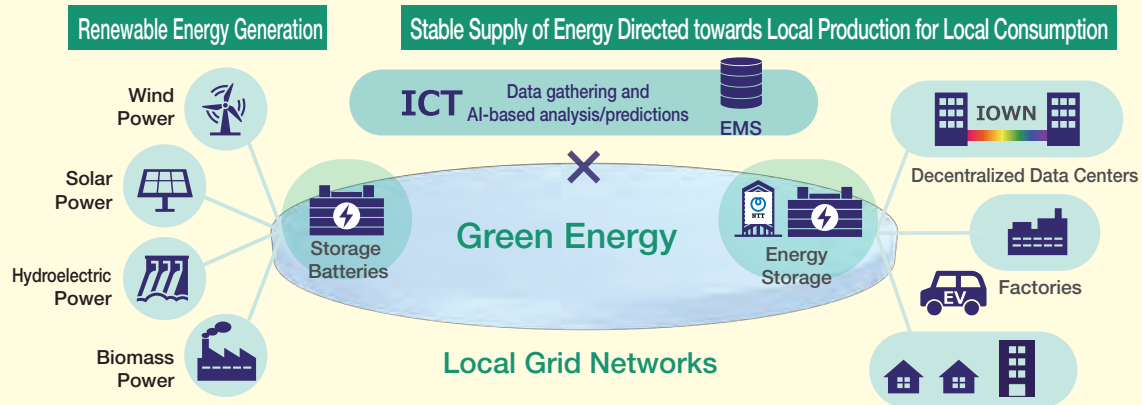 Renewable Energy Generation
Stable Supply of Energy Directed towards Local Production for Local Consumption
Wind
Power
Solar
Power
Hydroelectric
Power
Biomass
Power
ICT
Data gathering and
AI-based analysis/predictions
EMS
×
Storage
Batteries
Green Energy
NTT
Energy
Storage
Local Grid Networks
IOWN
Decentralized Data Centers
Factories
EV